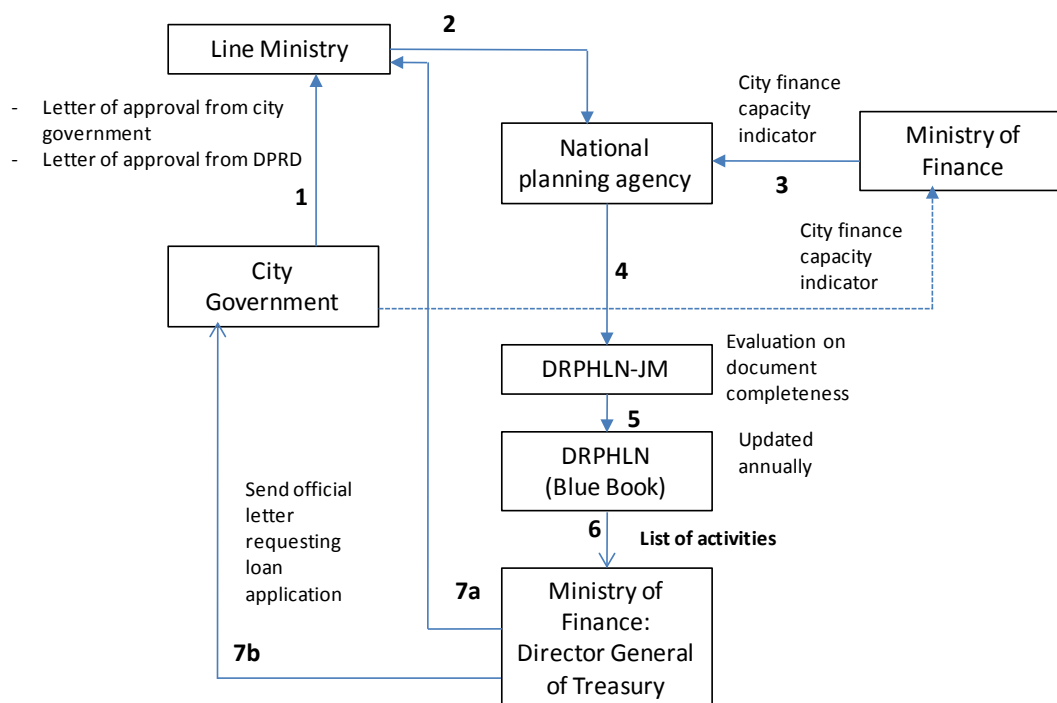 2
Line Ministry
- Letter of approval from city
government
- Letter of approval from DPRD
1
City finance
capacity
indicator
National
planning agency
3
Ministry of
Finance
City
Government
4
City finance
capacity
indicator
DRPHLN-JM
Evaluation on
document
completeness
5
DRPHLN
(Blue Book)
Updated
annually
Send official
letter
requesting
loan
application
6
List of activities
7a
Ministry of
Finance:
Director General
of Treasury
7b